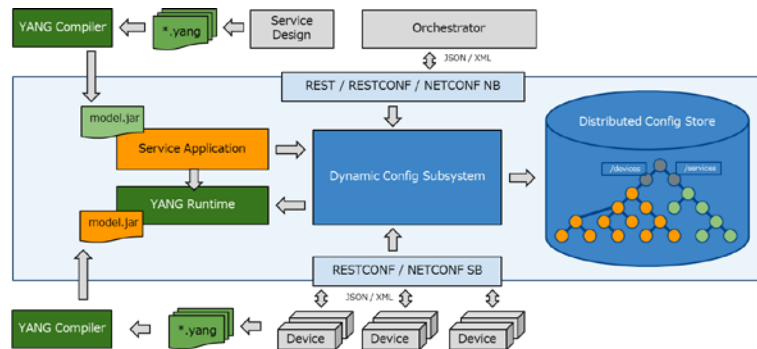 YANG Compiler
*.yang
Service
Design
Orchestrator
JSON / XML
REST / RESTCONF / NETCONF NB
model.jar
Service Application
Dynamic Config Subsystem
Distributed Config Store
/devices
/services
YANG Runtime
model.jar
RESTCONF / NETCONF SB
JSON / XML
YANG Compiler
*.yang
Device
Device
Device